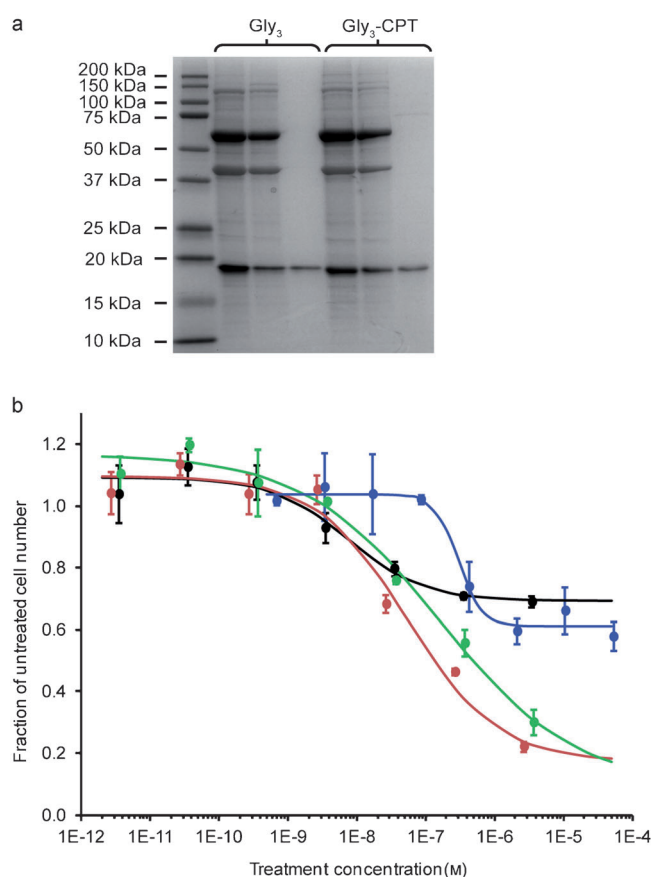 a
Gly3 Gly3-CPT
200 kDa
150 kDa
100 kDa
75 kDa
50 kDa
37 kDa
25 kDa
20 kDa
15 kDa
10 kDa
b
Fraction of untreated cell number
1.2
1.0
0.8
0.6
0.4
0.2
0.0
1E-12 1E-11 1E-10 1E-9 1E-8 1E-7 1E-6 1E-5 1E-4
Treatment concentration(M)